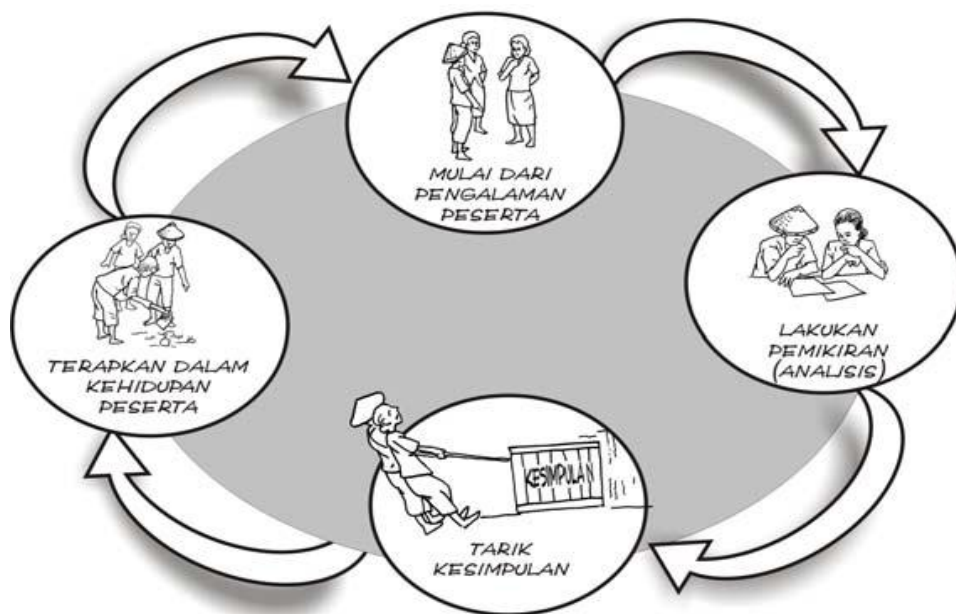 MULAI DARI
PENGALAMAN
PESERTA
LAKUKAN
PEMIKIRAN
(ANALISIS)
KESIMPULAN
TARIK
KESIMPULAN
TERAPKAN DALAM
KEHIDUPAN
PESERTA